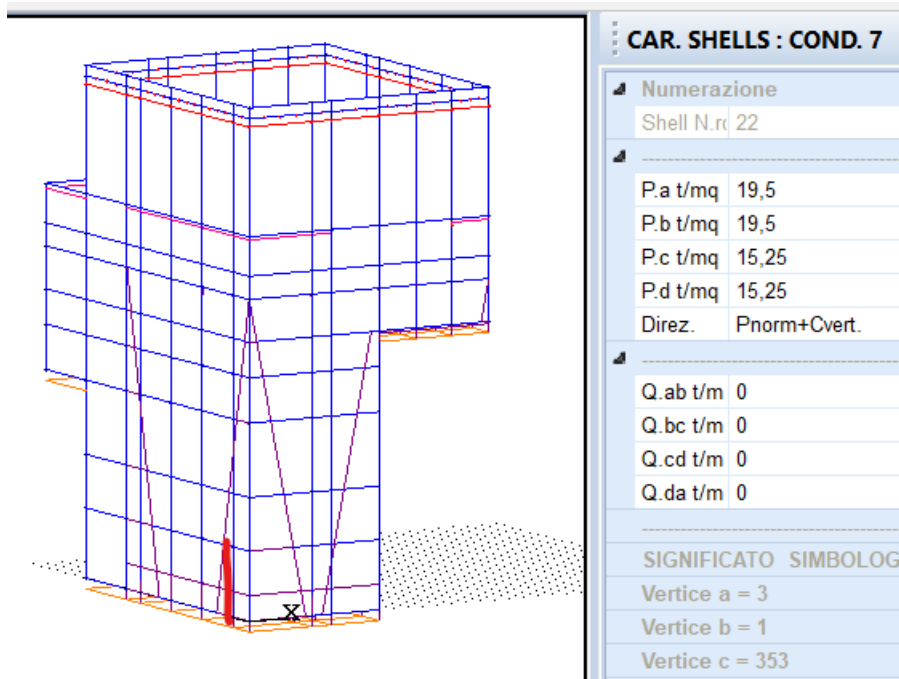 CAR. SHELLS : COND. 7
Numerazione
Shell N.ro 22
P.a t/mq 19,5
P.b t/mq 19,5
P.c t/mq 15,25
P.d t/mq 15,25
Direz. Pnorm+Cvert.
Q.ab t/m 0
Q.bc t/m 0
Q.cd t/m 0
Q.da t/m 0
SIGNIFICATO SIMBOLOG
Vertice a = 3
Vertice b = 1
Vertice c = 353
X